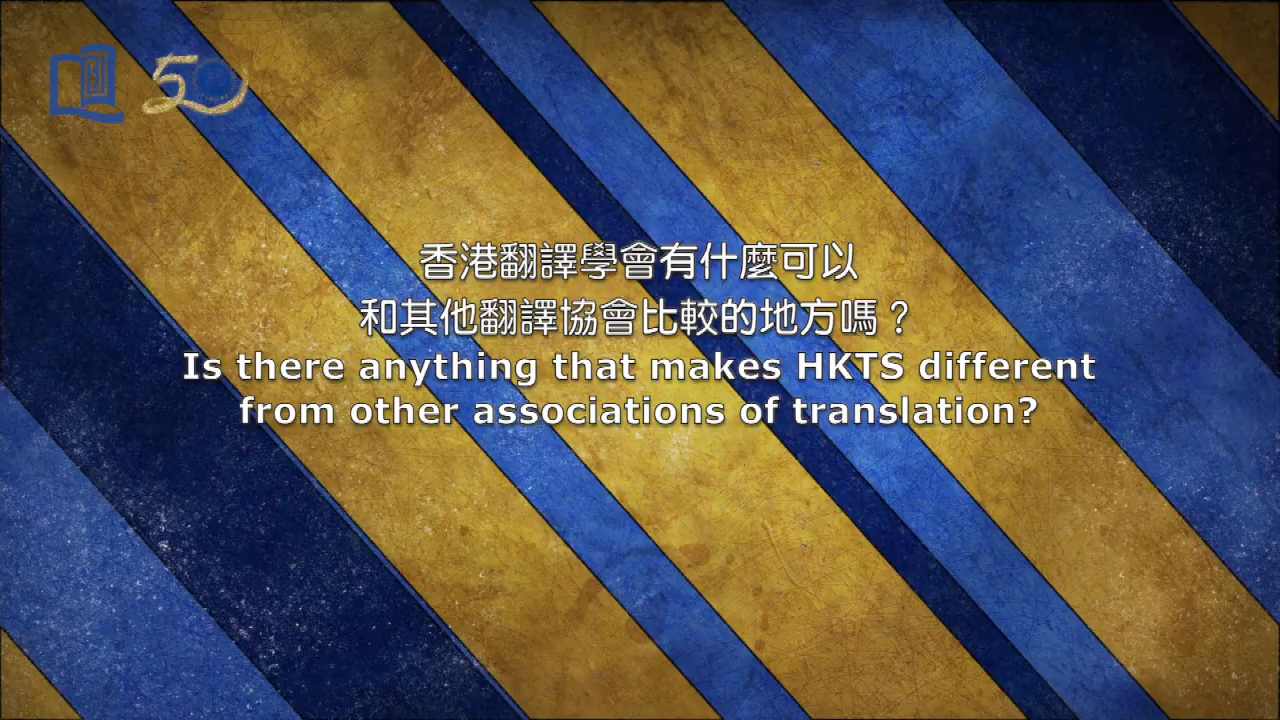 50
香港翻譯學會有什麼可以
和其他翻譯協會比較的地方嗎？
Is there anything that makes HKTS different
from other associations of translation?